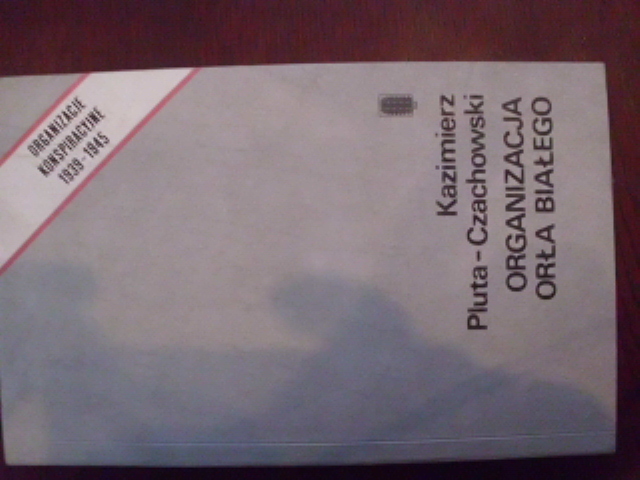 ORGANIZACJE
KONSPIRACYJNE
1939-1945
Kazimierz
Pluta-Czachowski
ORGANIZACJA
ORŁA BIAŁEGO